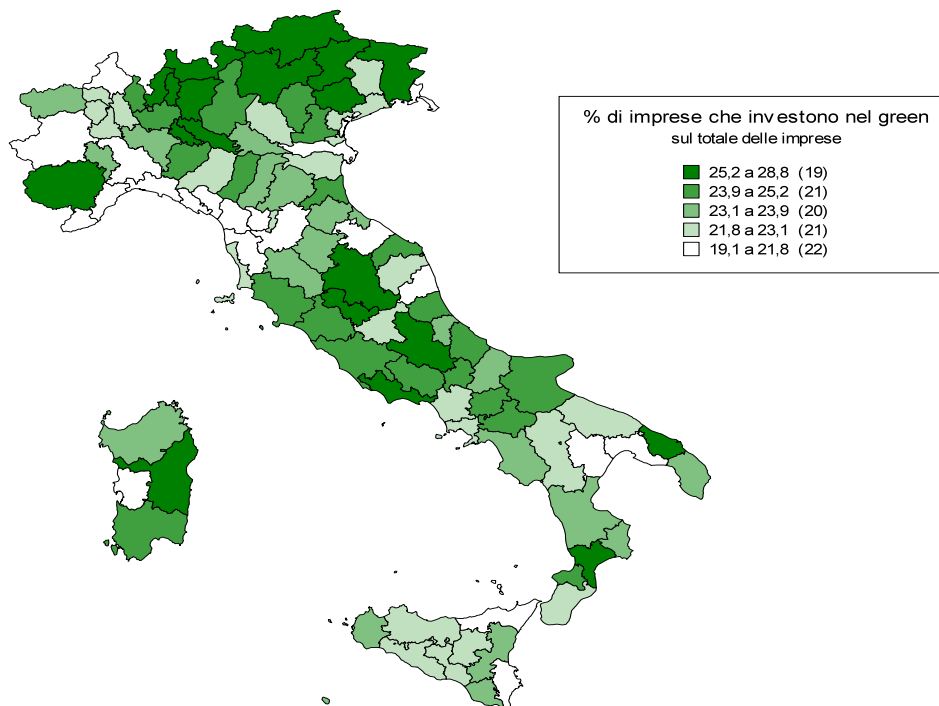 % di imprese che investono nel green
sul totale delle imprese
25,2 a 28,8 (19)
23,9 a 25,2 (21)
23,1 a 23,9 (20)
21,8 a 23,1 (21)
19,1 a 21,8 (22)